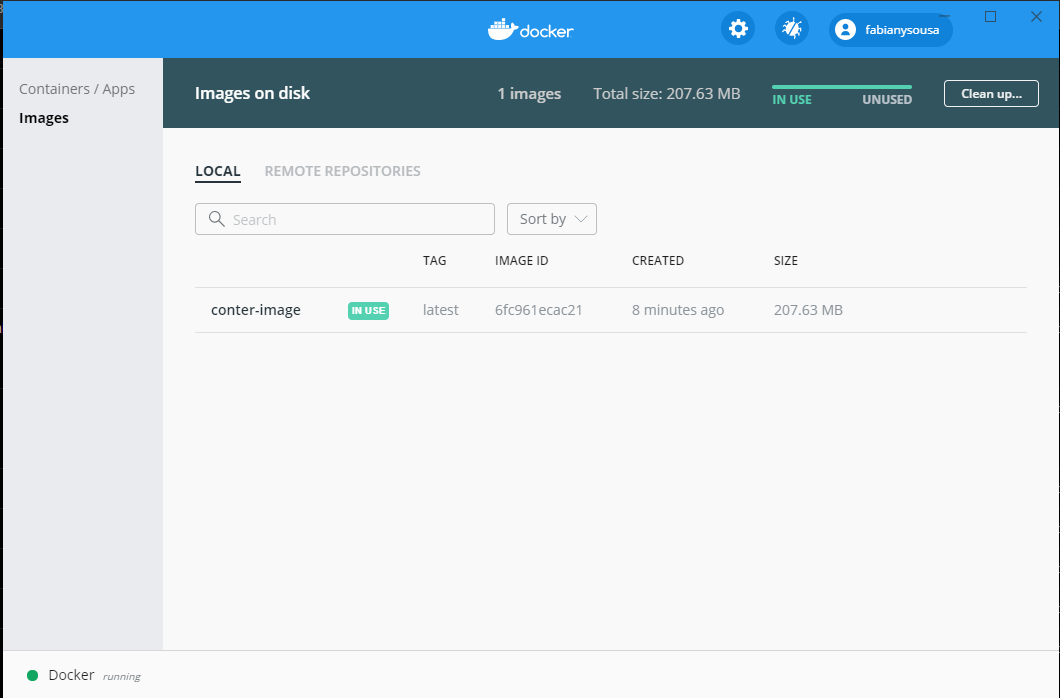 docker
fabianysousa
Containers / Apps
Images
Images on disk
1 images
Total size: 207.63 MB
IN USE
UNUSED
Clean up...
LOCAL
REMOTE REPOSITORIES
Search
Sort by
TAG
IMAGE ID
CREATED
SIZE
conter-image
IN USE
latest
6fc961ecac21
8 minutes ago
207.63 MB
Docker running